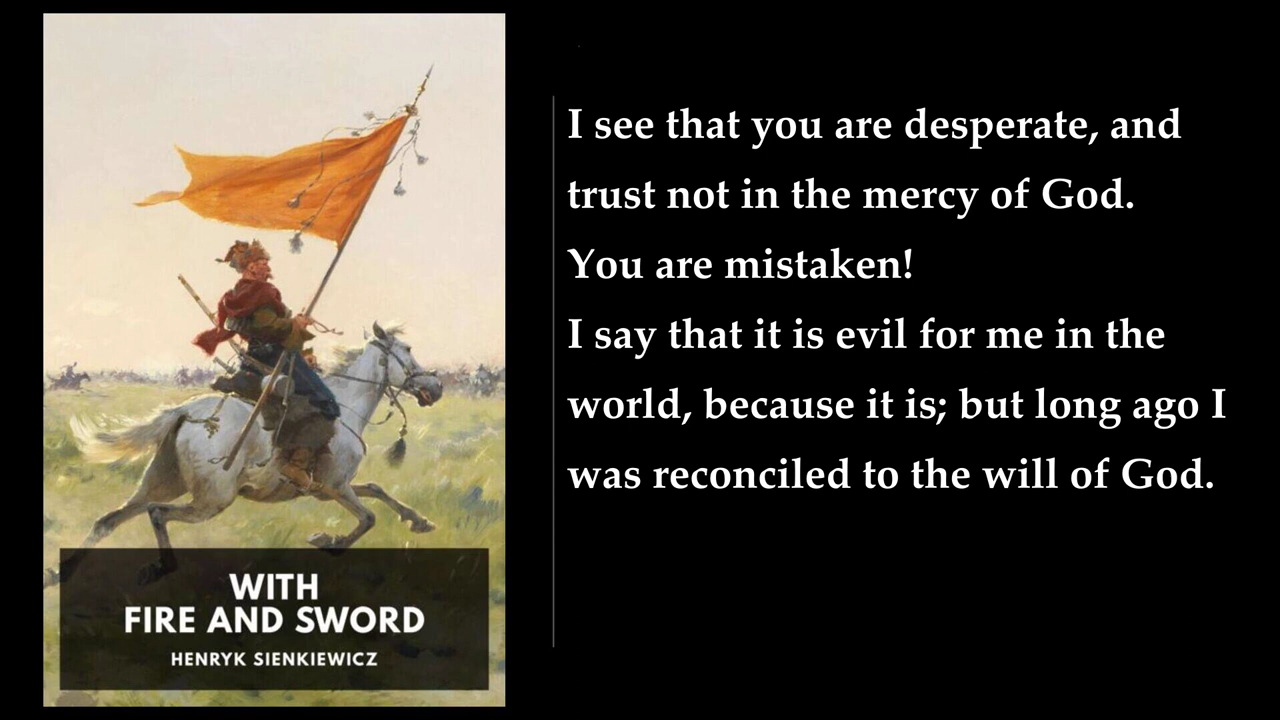 WITH
FIRE AND SWORD
HENRYK SIENKIEWICZ
I see that you are desperate, and
trust not in the mercy of God.
You are mistaken!
I say that it is evil for me in the
world, because it is; but long ago I
was reconciled to the will of God.